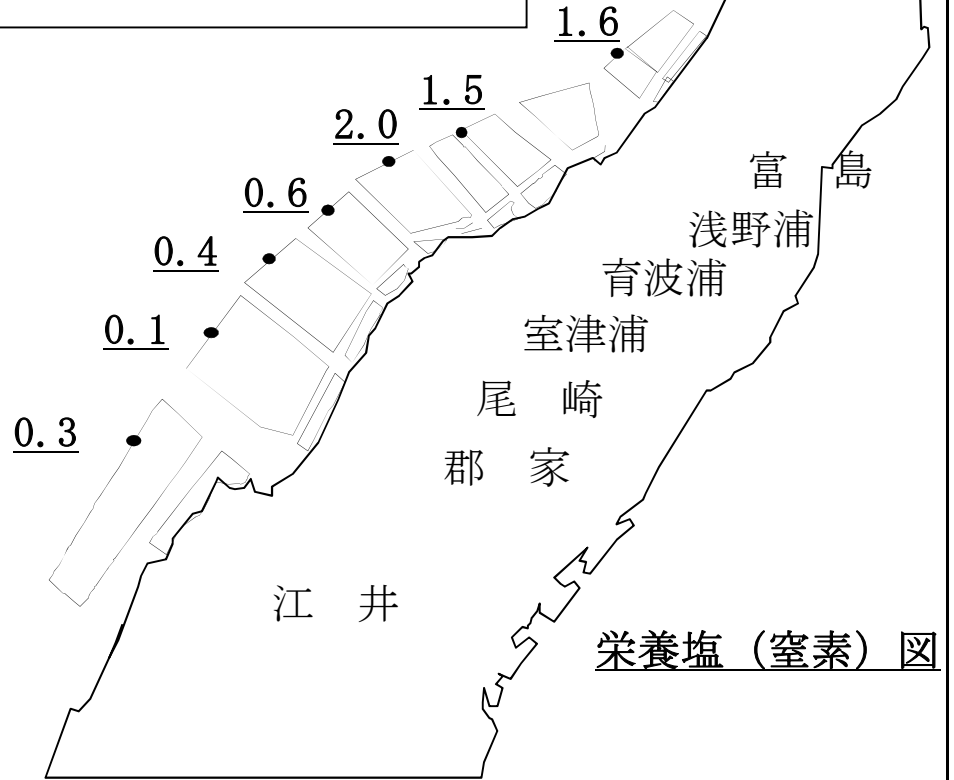 1.6
1.5
2.0
0.6
0.4
0.1
0.3
富　島
浅野浦
育波浦
室津浦
尾　崎
郡　家
江　井
栄養塩（窒素）図